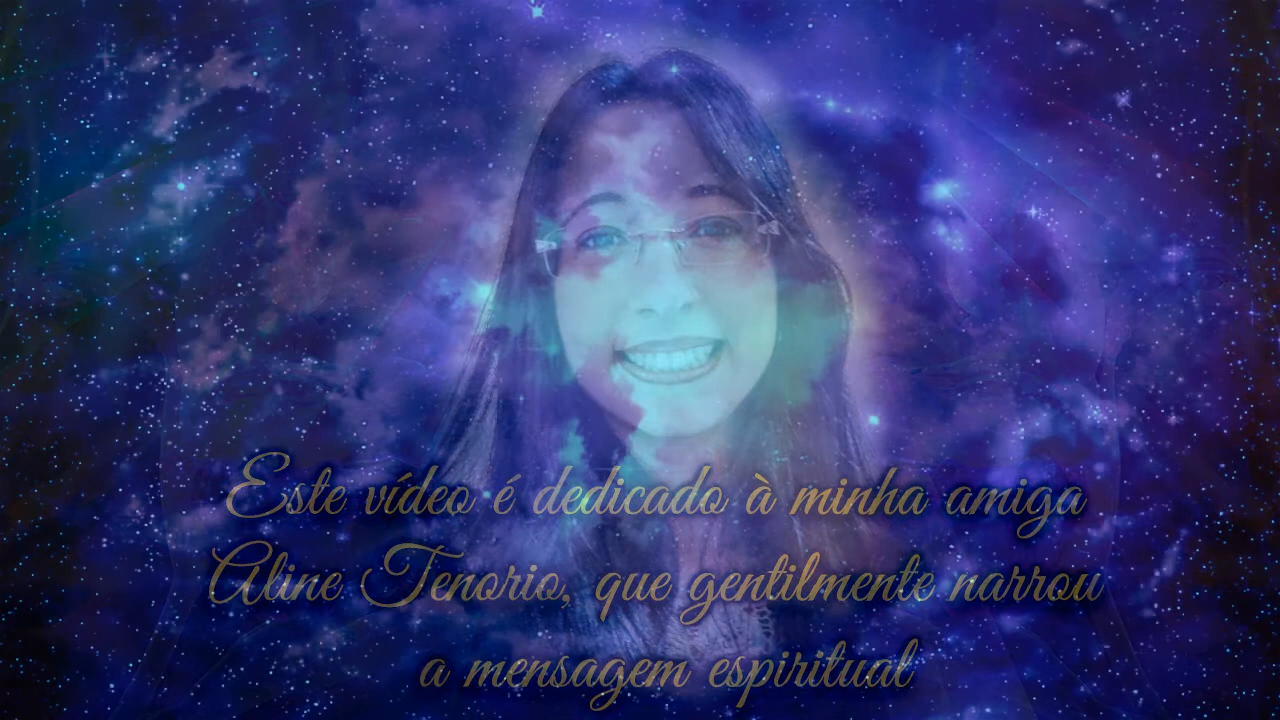 Este vídeo é dedicado à minha amiga
Aline Tenorio, que gentilmente narrou
a mensagem espiritual